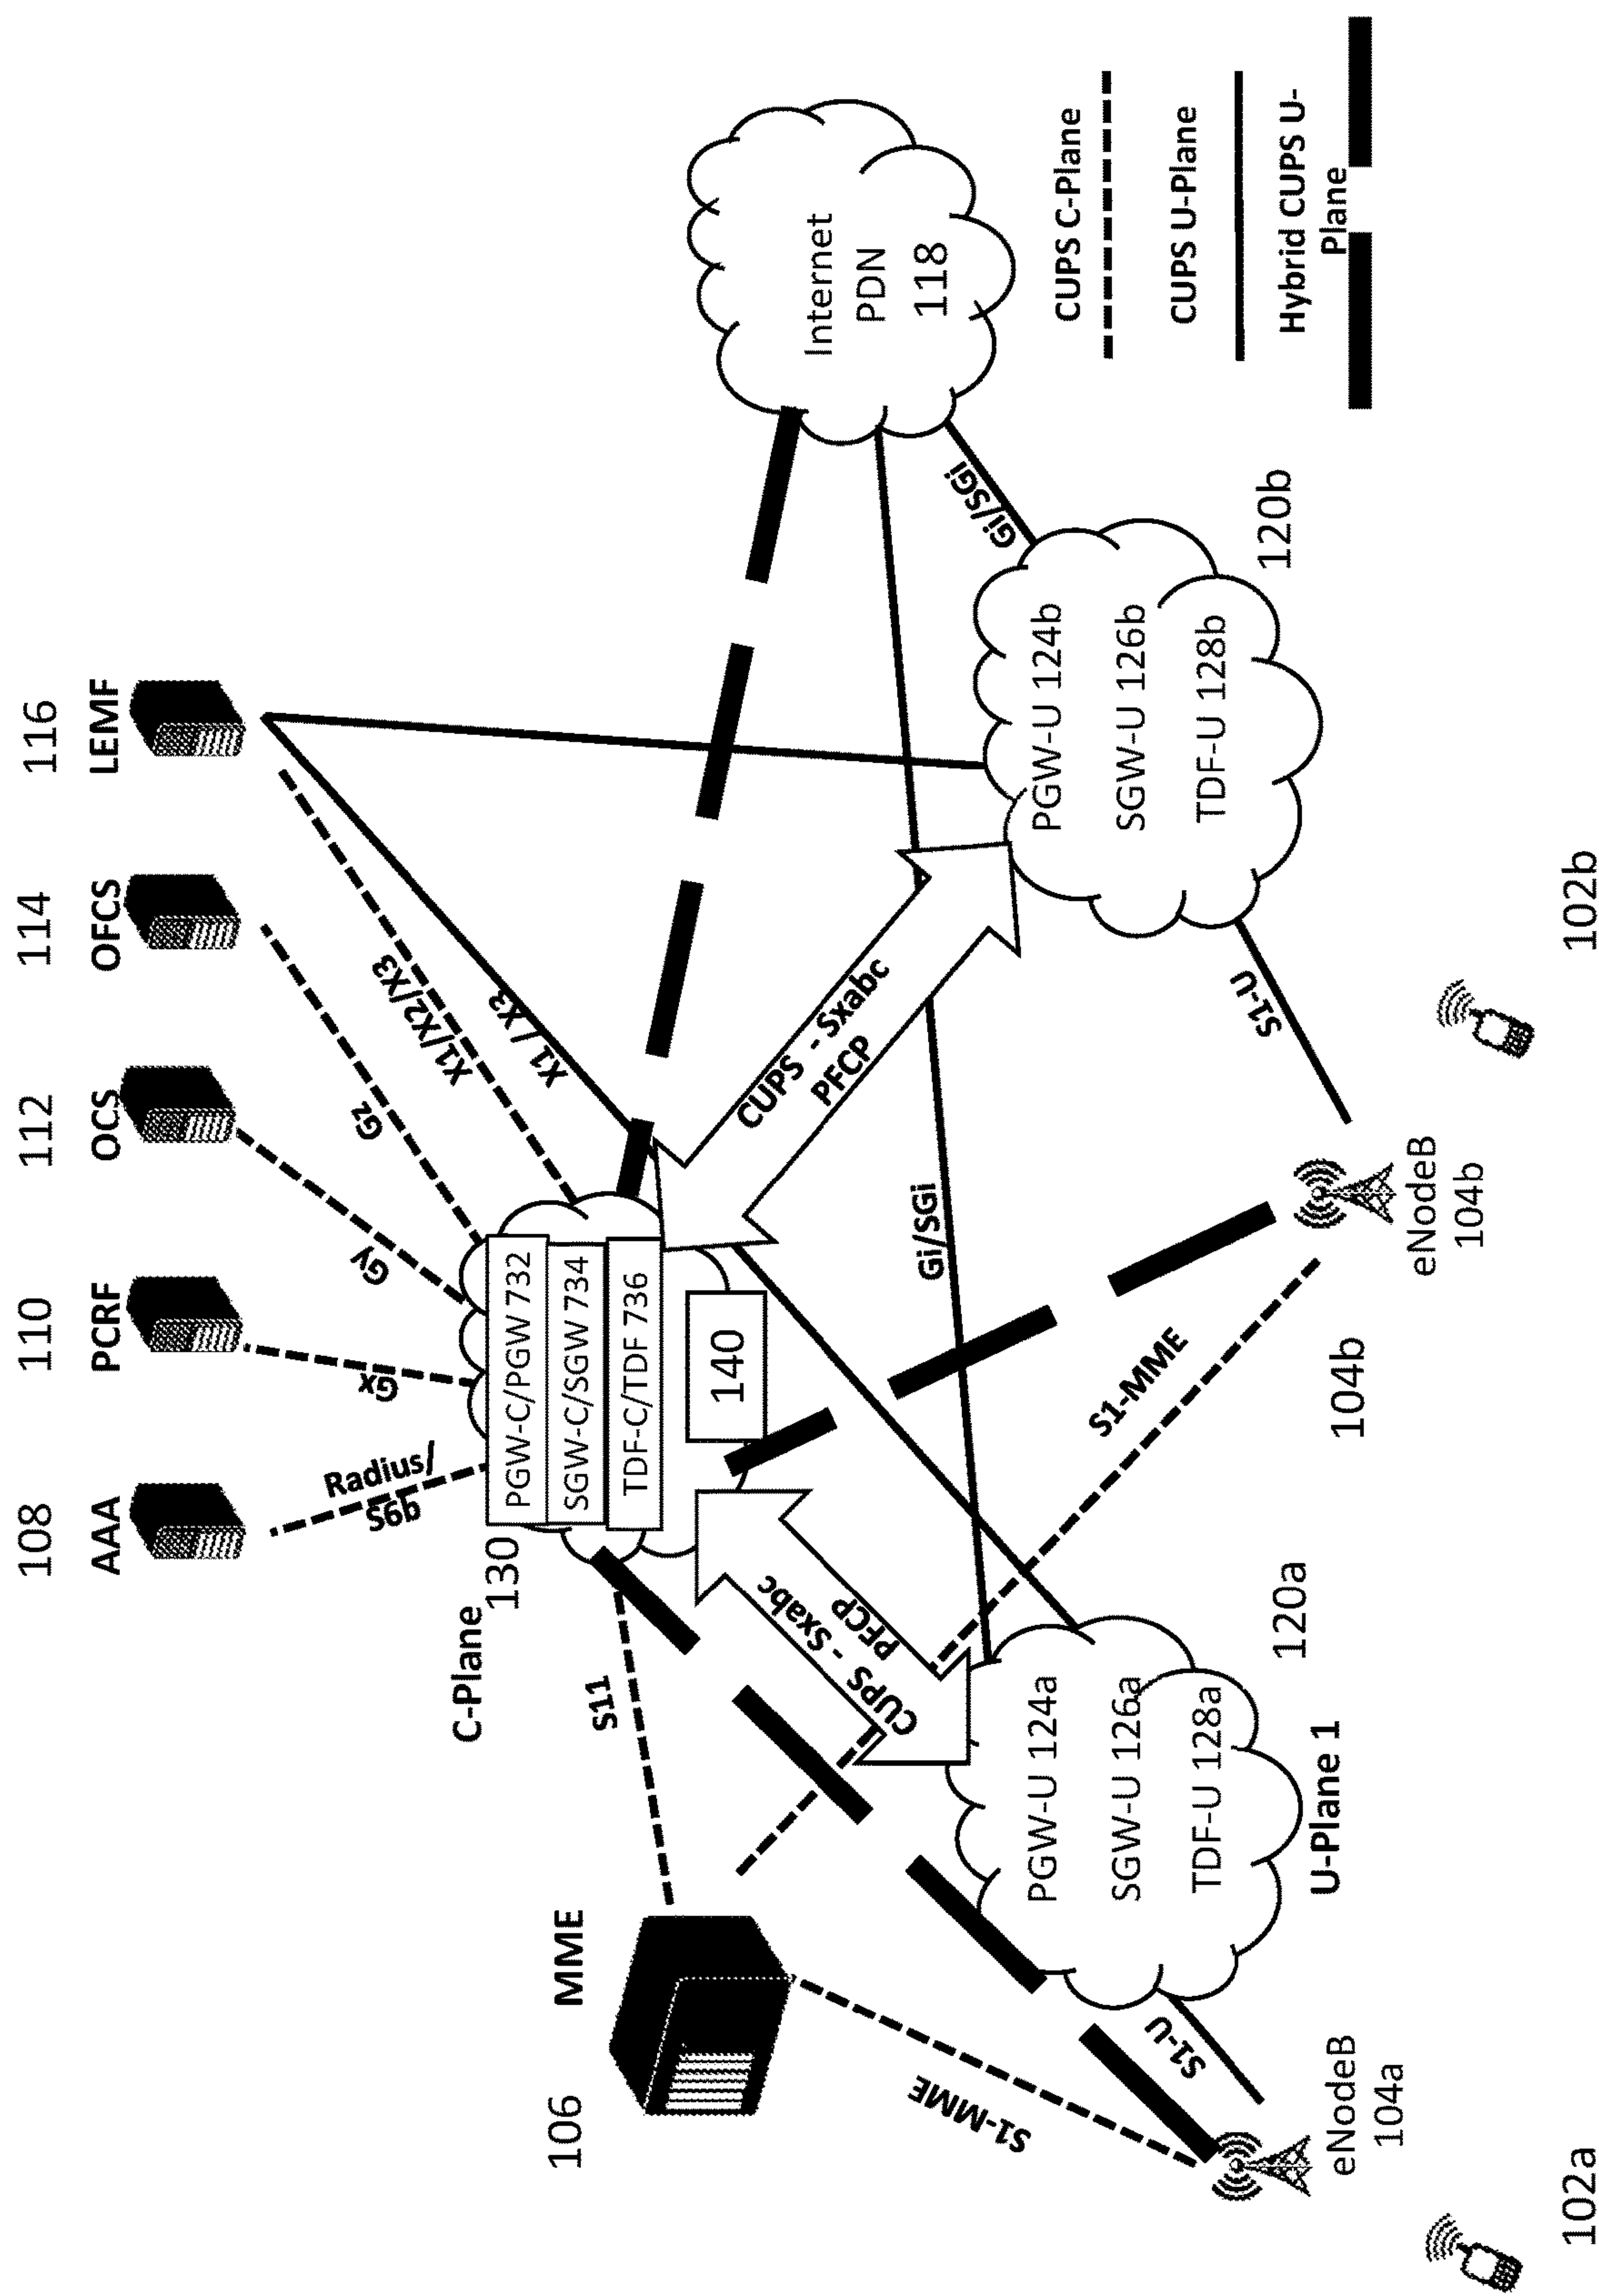 108
AAA
110
PCRF
112
OCS
114
OFCS
116
LEMF
Radius/
S6b
Gx
Gy
Gz
X1/X2/X3
X1 / X3
106
MME
C-Plane
130
S11
PGW-C/PGW 732
SGW-C/SGW 734
TDF-C/TDF 736
140
Internet
PDN
118
CUPS - Sxabc
PFCP
CUPS - Sxabc
PFCP
S1-MME
S1-MME
Gi/SGi
Gi/SGi
PGW-U 124a
SGW-U 126a
TDF-U 128a
U-Plane 1
120a
PGW-U 124b
SGW-U 126b
TDF-U 128b
120b
S1-U
S1-U
eNodeB
104a
eNodeB
104b
104b
102a
102b
CUPS C-Plane
CUPS U-Plane
Hybrid CUPS U-
Plane